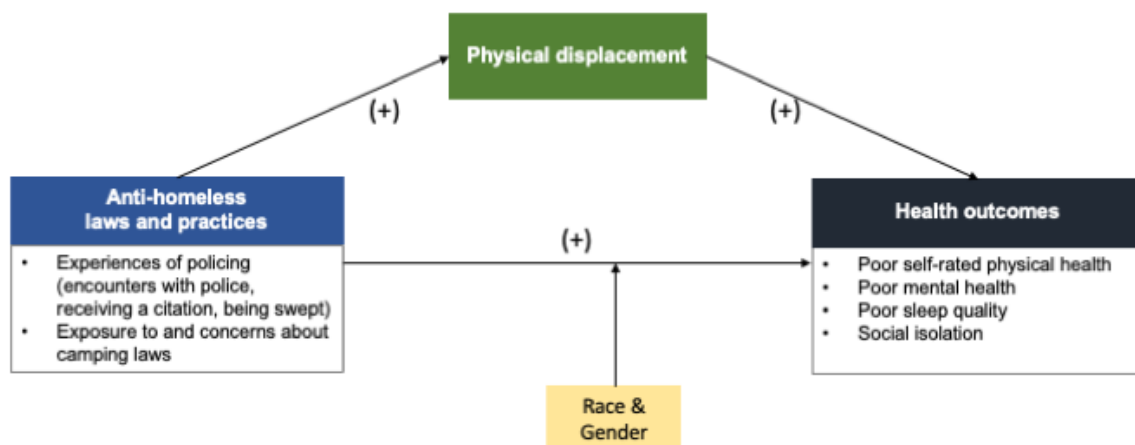 Physical displacement
(+)
(+)
Anti-homeless
laws and practices
Health outcomes
(+)
• Experiences of policing
(encounters with police,
receiving a citation, being swept)
• Exposure to and concerns about
camping laws
• Poor self-rated physical health
• Poor mental health
• Poor sleep quality
• Social isolation
Race &
Gender